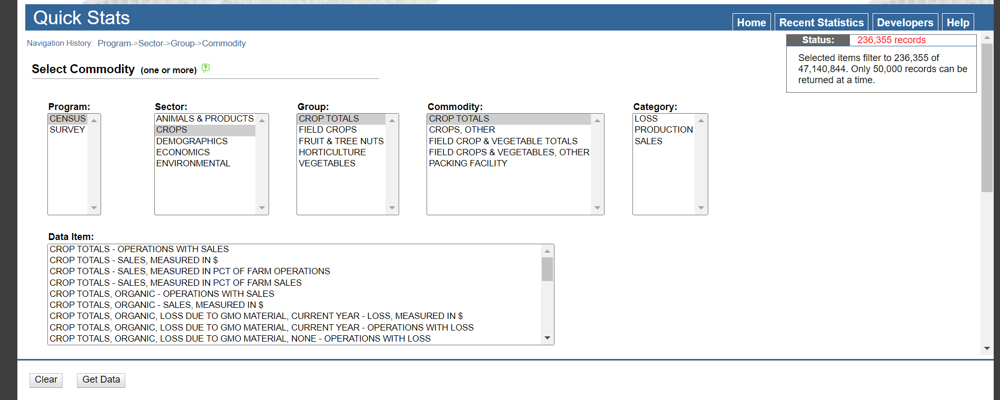 Quick Stats
Home
Recent Statistics
Developers
Help
Navigation History: Program->Sector->Group->Commodity
Status:
236,355 records
Selected items filter to 236,355 of
47,140,844. Only 50,000 records can be
returned at a time.
Select Commodity (one or more) ?
Program:
CENSUS
SURVEY
Sector:
ANIMALS & PRODUCTS
CROPS
DEMOGRAPHICS
ECONOMICS
ENVIRONMENTAL
Group:
CROP TOTALS
FIELD CROPS
FRUIT & TREE NUTS
HORTICULTURE
VEGETABLES
Commodity:
CROP TOTALS
CROPS, OTHER
FIELD CROP & VEGETABLE TOTALS
FIELD CROPS & VEGETABLES, OTHER
PACKING FACILITY
Category:
LOSS
PRODUCTION
SALES
Data Item:
CROP TOTALS - OPERATIONS WITH SALES
CROP TOTALS - SALES, MEASURED IN $
CROP TOTALS - SALES, MEASURED IN PCT OF FARM OPERATIONS
CROP TOTALS - SALES, MEASURED IN PCT OF FARM SALES
CROP TOTALS, ORGANIC - OPERATIONS WITH SALES
CROP TOTALS, ORGANIC - SALES, MEASURED IN $
CROP TOTALS, ORGANIC, LOSS DUE TO GMO MATERIAL, CURRENT YEAR - LOSS, MEASURED IN $
CROP TOTALS, ORGANIC, LOSS DUE TO GMO MATERIAL, CURRENT YEAR - OPERATIONS WITH LOSS
CROP TOTALS, ORGANIC, LOSS DUE TO GMO MATERIAL, NONE - OPERATIONS WITH LOSS
Clear
Get Data